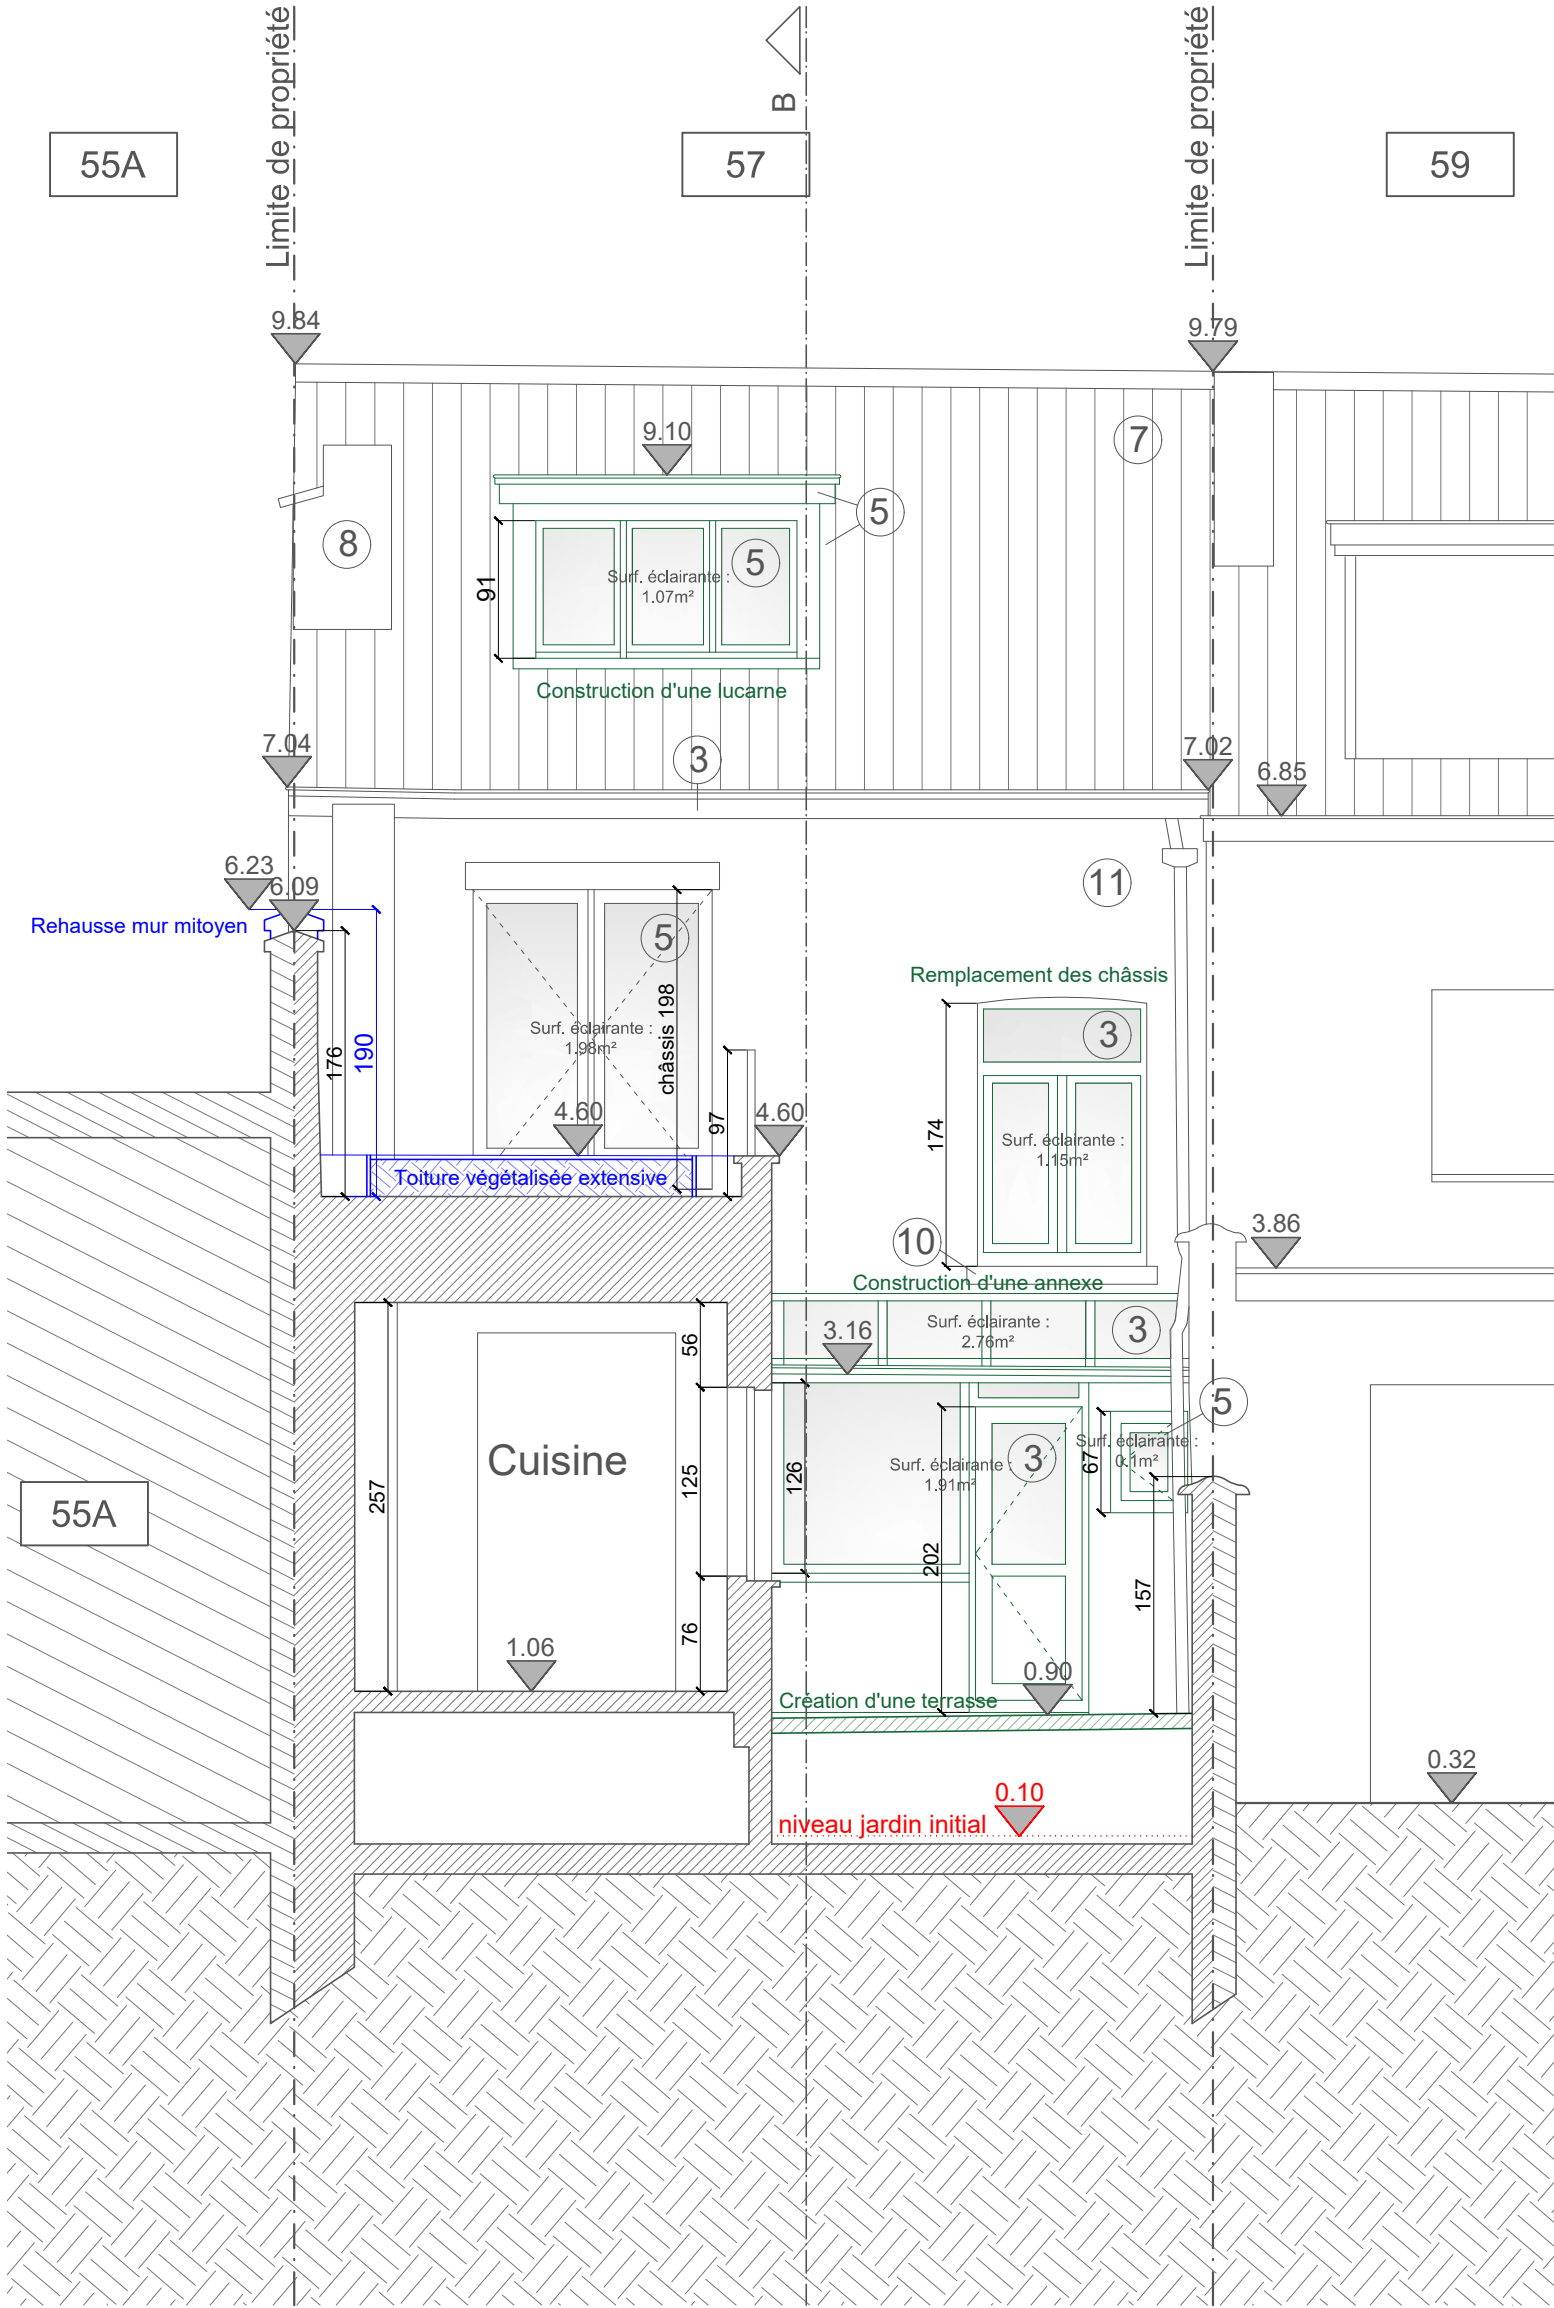 Limite de propriété
B
Limite de propriété
55A
57
59
9.84
9.79
9.10
7
5
8
5
91
Surf. éclairante :
1.07m²
Construction d'une lucarne
7.04
3
7.02
6.85
6.23
6.09
11
Rehausse mur mitoyen
5
Remplacement des châssis
3
Surf. éclairante :
1.98m²
châssis 198
176
190
97
174
4.60
4.60
Surf. éclairante :
1.15m²
Toiture végétalisée extensive
10
3.86
Construction d'une annexe
Surf. éclairante :
2.76m²
3
3.16
56
5
Cuisine
Surf. éclairante :
0.1m²
67
Surf. éclairante :
1.91m²
3
257
125
126
55A
202
157
76
1.06
0.90
Création d'une terrasse
0.32
0.10
niveau jardin initial